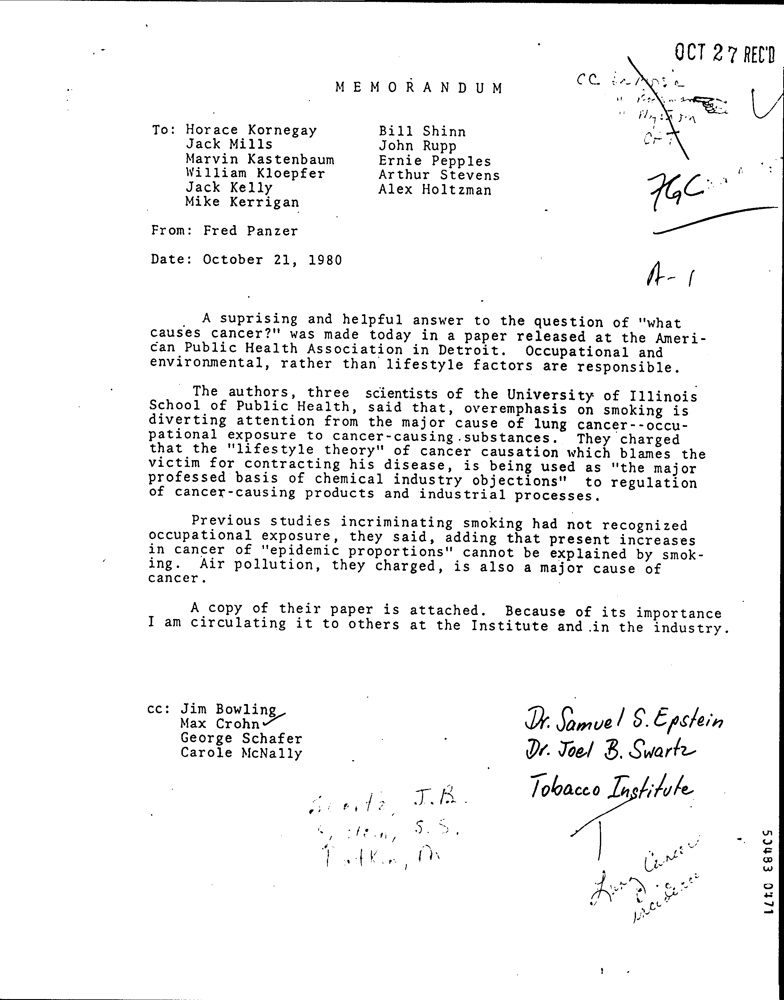 OCT 27 REC'D
cc
MEMORANDUM
To: Horace Kornegay Bill Shinn
Jack Mills John Rupp
Marvin Kastenbaum Ernie Pepples
William Kloepfer Arthur Stevens
Jack Kelly Alex Holtzman
Mike Kerrigan
From: Fred Panzer
Date: October 21, 1980
A-1
A suprising and helpful answer to the question of "what
causes cancer?" was made today in a paper released at the Ameri-
can Public Health Association in Detroit. Occupational and
environmental, rather than lifestyle factors are responsible.
The authors, three scientists of the University of Illinois
School of Public Health, said that, overemphasis on smoking is
diverting attention from the major cause of lung cancer--occu-
pational exposure to cancer-causing substances. They charged
that the "lifestyle theory" of cancer causation which blames the
victim for contracting his disease, is being used as "the major
professed basis of chemical industry objections" to regulation
of cancer-causing products and industrial processes.
Previous studies incriminating smoking had not recognized
occupational exposure, they said, adding that present increases
in cancer of "epidemic proportions" cannot be explained by smok-
ing. Air pollution, they charged, is also a major cause of
cancer.
A copy of their paper is attached. Because of its importance
I am circulating it to others at the Institute and in the industry.
cc: Jim Bowling
Max Crohn
George Schafer
Carole McNally
Dr. Samuel S. Epstein
Dr. Joel B. Swartz
Tobacco Institute
J.B.
S.S.
Lung Cancer
incidence
50483 0471